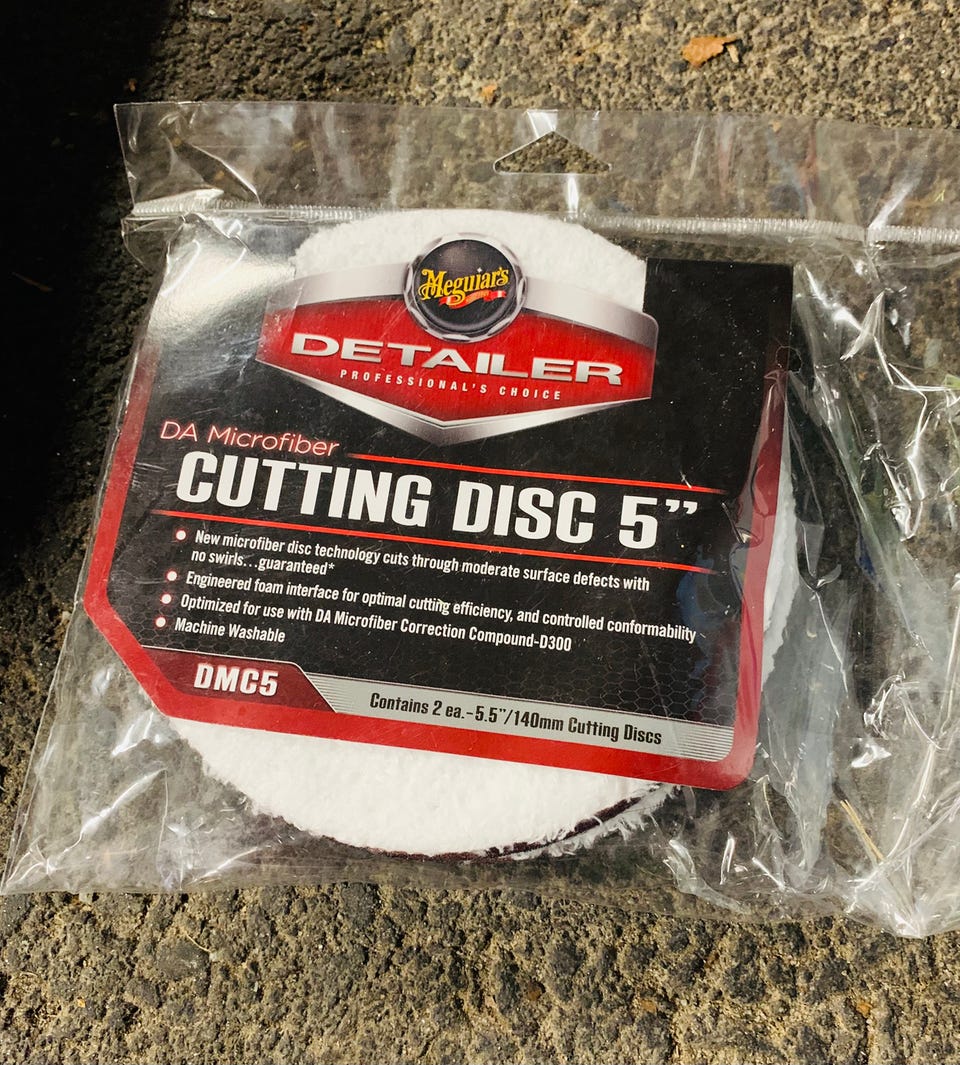 Meguiar's
DETAILER
PROFESSIONAL'S CHOICE
DA Microfiber
CUTTING DISC 5”
New microfiber disc technology cuts through moderate surface defects with
no swirls...guaranteed*
Engineered foam interface for optimal cutting efficiency, and controlled conformability
Optimized for use with DA Microfiber Correction Compound-D300
Machine Washable
DMC5
Contains 2 ea.-5.5”/140mm Cutting Discs